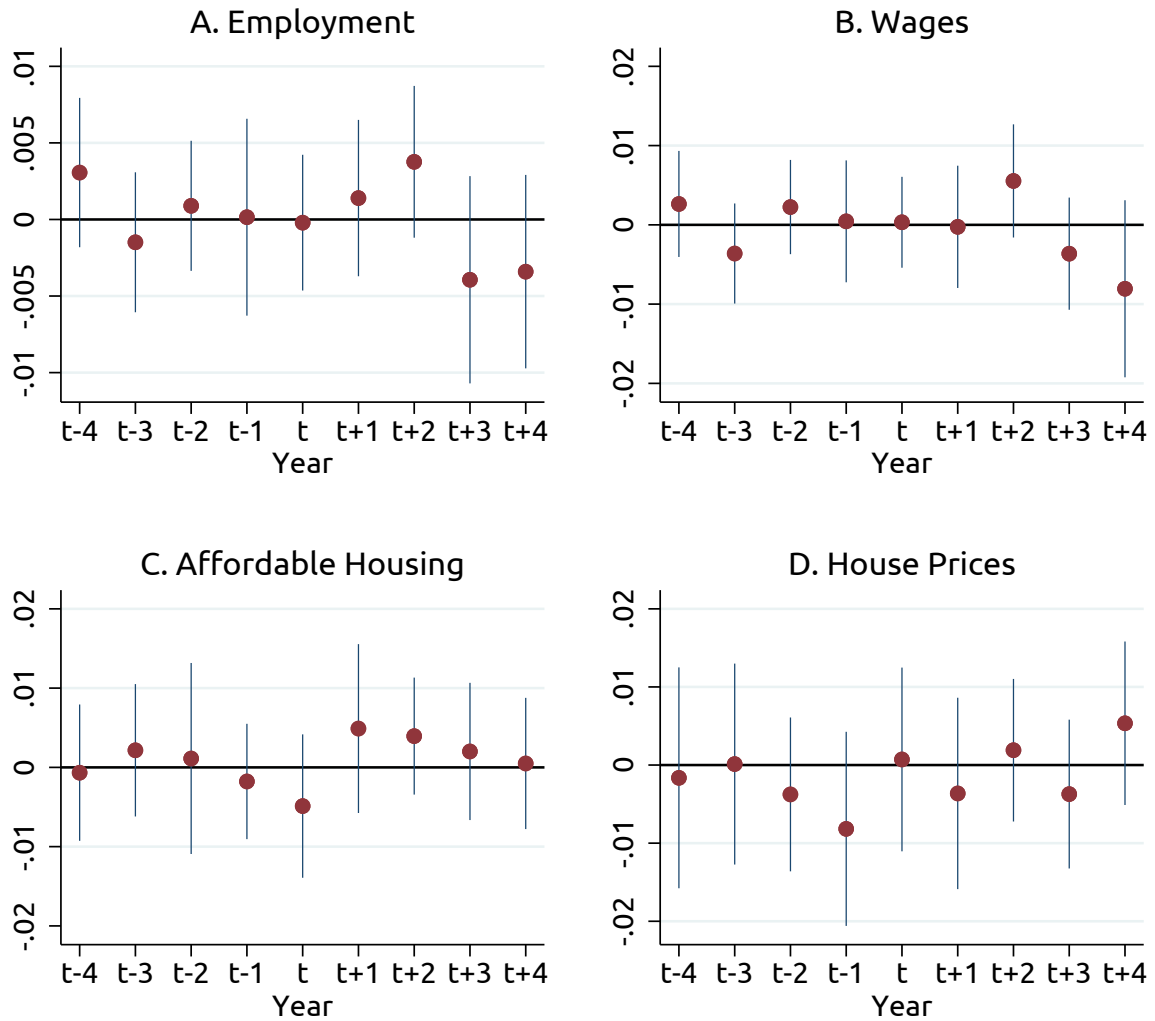 A. Employment
.01
.005
0
-.005
-.01
t-4 t-3 t-2 t-1 t t+1 t+2 t+3 t+4
Year
B. Wages
.02
.01
0
-.01
-.02
t-4 t-3 t-2 t-1 t t+1 t+2 t+3 t+4
Year
C. Affordable Housing
.02
.01
0
-.01
-.02
t-4 t-3 t-2 t-1 t t+1 t+2 t+3 t+4
Year
D. House Prices
.02
.01
0
-.01
-.02
t-4 t-3 t-2 t-1 t t+1 t+2 t+3 t+4
Year